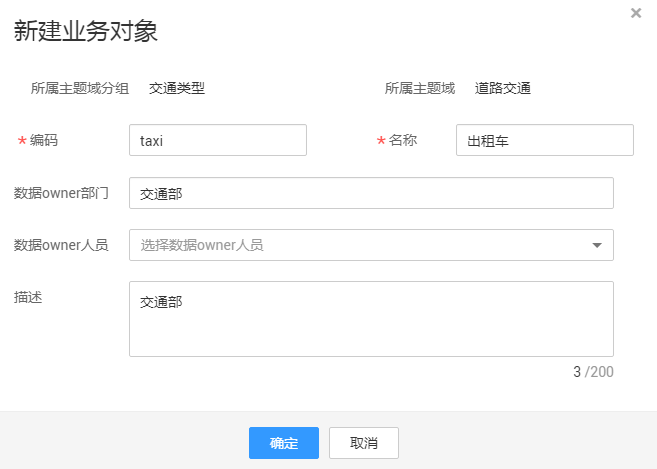 新建业务对象
所属主题域分组 交通类型 所属主题域 道路交通
* 编码 taxi * 名称 出租车
数据owner部门 交通部
数据owner人员 选择数据owner人员
描述 交通部
3 /200
确定 取消